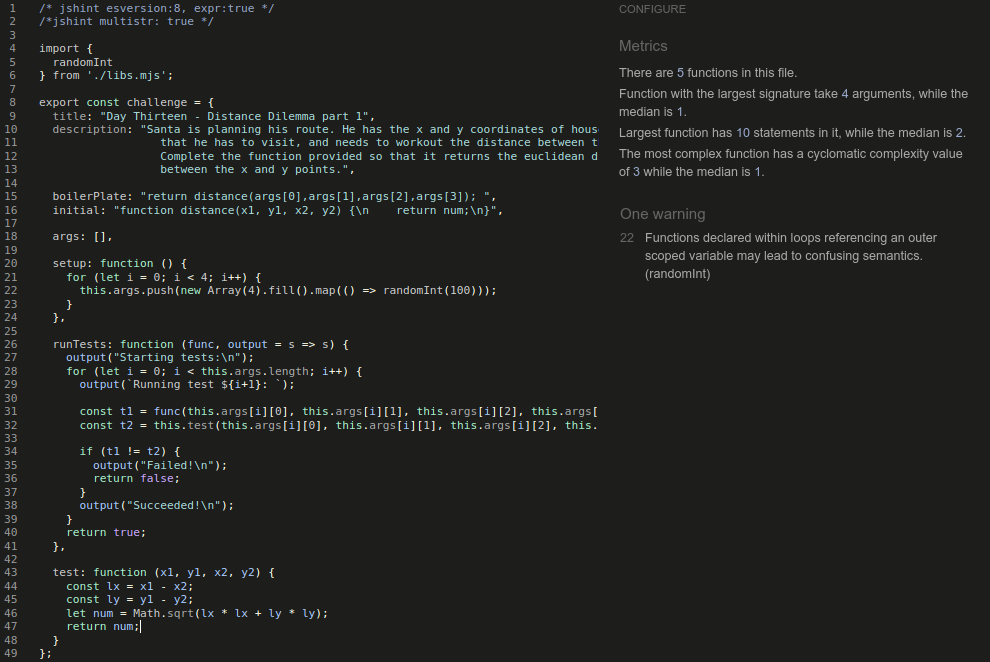 1 /* jshint esversion:8, expr:true */
2 /*jshint multistr: true */
3
4 import {
5   randomInt
6 } from './libs.mjs';
7
8 export const challenge = {
9   title: "Day Thirteen - Distance Dilemma part 1",
10   description: "Santa is planning his route. He has the x and y coordinates of hous
11                   that he has to visit, and needs to workout the distance between t
12                   Complete the function provided so that it returns the euclidean d
13                   between the x and y points.",
14
15   boilerPlate: "return distance(args[0],args[1],args[2],args[3]); ",
16   initial: "function distance(x1, y1, x2, y2) {\n    return num;\n}",
17
18   args: [],
19
20   setup: function () {
21     for (let i = 0; i < 4; i++) {
22       this.args.push(new Array(4).fill().map(() => randomInt(100)));
23     }
24   },
25
26   runTests: function (func, output = s => s) {
27     output("Starting tests:\n");
28     for (let i = 0; i < this.args.length; i++) {
29       output(`Running test ${i+1}: `);
30
31       const t1 = func(this.args[i][0], this.args[i][1], this.args[i][2], this.args[
32       const t2 = this.test(this.args[i][0], this.args[i][1], this.args[i][2], this.
33
34       if (t1 != t2) {
35         output("Failed!\n");
36         return false;
37       }
38       output("Succeeded!\n");
39     }
40     return true;
41   },
42
43   test: function (x1, y1, x2, y2) {
44     const lx = x1 - x2;
45     const ly = y1 - y2;
46     let num = Math.sqrt(lx * lx + ly * ly);
47     return num;
48   }
49 };
CONFIGURE
Metrics
There are 5 functions in this file.
Function with the largest signature take 4 arguments, while the
median is 1.
Largest function has 10 statements in it, while the median is 2.
The most complex function has a cyclomatic complexity value
of 3 while the median is 1.
One warning
22 Functions declared within loops referencing an outer
scoped variable may lead to confusing semantics.
(randomInt)